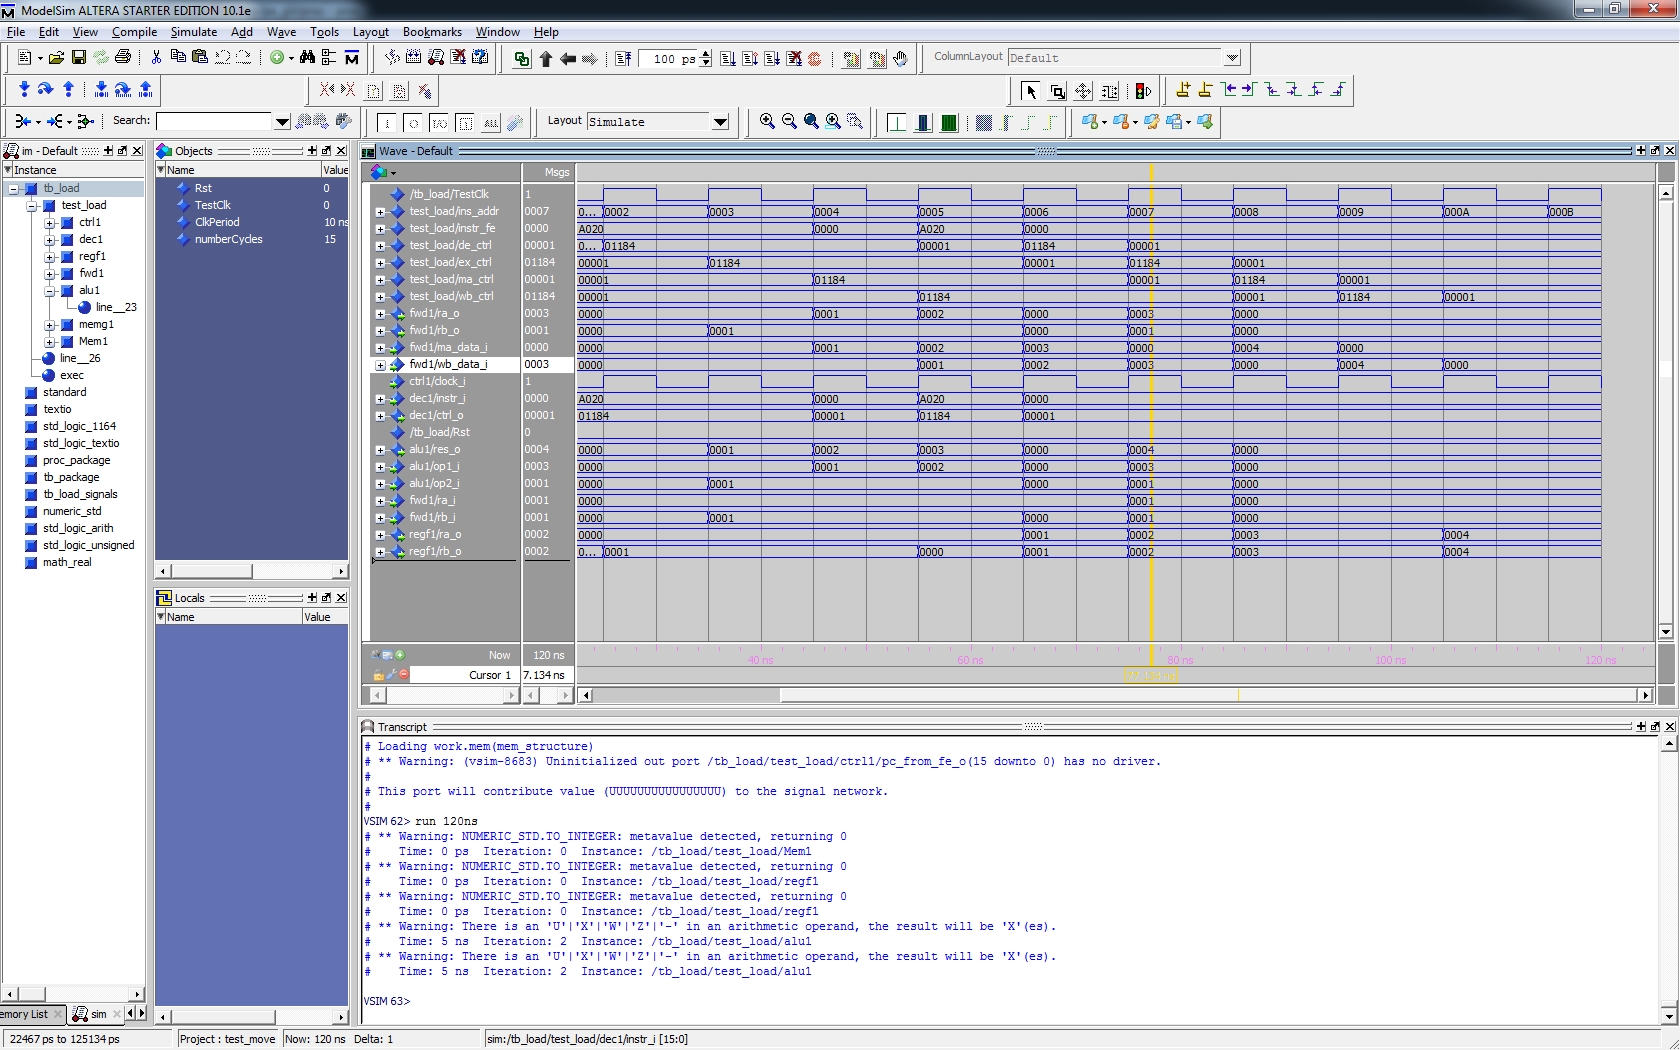 ModelSim ALTERA STARTER EDITION 10.1e
File Edit View Compile Simulate Add Wave Tools Layout Bookmarks Window Help
100 ps ColumnLayout Default
Search: Layout Simulate
im - Default
Instance
tb_load
test_load
ctrl1
dec1
regf1
fwd1
alu1
line__23
memg1
Mem1
line__26
exec
standard
textio
std_logic_1164
std_logic_textio
proc_package
tb_package
tb_load_signals
numeric_std
std_logic_arith
std_logic_unsigned
math_real
emory List sim
Objects
Name Value
Rst 0
TestClk 0
ClkPeriod 10 ns
numberCycles 15
Locals
Name Value
Wave - Default
Msgs
/tb_load/TestClk 1
test_load/ins_addr 0007 0... 0002 0003 0004 0005 0006 0007 0008 0009 000A 000B
test_load/instr_fe 0000 A020 0000 A020 0000
test_load/de_ctrl 00001 0... 01184 00001 01184 00001
test_load/ex_ctrl 01184 00001 01184 00001 01184 00001
test_load/ma_ctrl 00001 00001 01184 00001 01184 00001
test_load/wb_ctrl 01184 00001 01184 00001 01184 00001
fwd1/ra_o 0003 0000 0001 0002 0000 0003 0000
fwd1/rb_o 0001 0000 0001 0000 0001 0000
fwd1/ma_data_i 0000 0000 0001 0002 0003 0000 0004 0000
fwd1/wb_data_i 0003 0000 0001 0002 0003 0000 0004 0000
ctrl1/clock_i 1
dec1/instr_i 0000 A020 0000 A020 0000
dec1/ctrl_o 00001 01184 00001 01184 00001
/tb_load/Rst 0
alu1/res_o 0004 0000 0001 0002 0003 0000 0004 0000
alu1/op1_i 0003 0000 0001 0002 0000 0003 0000
alu1/op2_i 0001 0000 0001 0000 0001 0000
fwd1/ra_i 0001 0000 0001 0000
fwd1/rb_i 0001 0000 0001 0000 0001 0000
regf1/ra_o 0002 0000 0001 0002 0003 0004
regf1/rb_o 0002 0... 0001 0000 0001 0002 0003 0004
Now 120 ns 40 ns 60 ns 80 ns 100 ns 120 ns
Cursor 1 7.134 ns 77.134 ns
Transcript
# Loading work.mem(mem_structure)
# ** Warning: (vsim-8683) Uninitialized out port /tb_load/test_load/ctrl1/pc_from_fe_o(15 downto 0) has no driver.
#
# This port will contribute value (UUUUUUUUUUUUUUUU) to the signal network.
#
VSIM 62> run 120ns
# ** Warning: NUMERIC_STD.TO_INTEGER: metavalue detected, returning 0
# Time: 0 ps Iteration: 0 Instance: /tb_load/test_load/Mem1
# ** Warning: NUMERIC_STD.TO_INTEGER: metavalue detected, returning 0
# Time: 0 ps Iteration: 0 Instance: /tb_load/test_load/regf1
# ** Warning: NUMERIC_STD.TO_INTEGER: metavalue detected, returning 0
# Time: 0 ps Iteration: 0 Instance: /tb_load/test_load/regf1
# ** Warning: There is an 'U'|'X'|'W'|'Z'|'-' in an arithmetic operand, the result will be 'X'(es).
# Time: 5 ns Iteration: 2 Instance: /tb_load/test_load/alu1
# ** Warning: There is an 'U'|'X'|'W'|'Z'|'-' in an arithmetic operand, the result will be 'X'(es).
# Time: 5 ns Iteration: 2 Instance: /tb_load/test_load/alu1
VSIM 63>
22467 ps to 125134 ps Project : test_move Now: 120 ns Delta: 1 sim:/tb_load/test_load/dec1/instr_i [15:0]